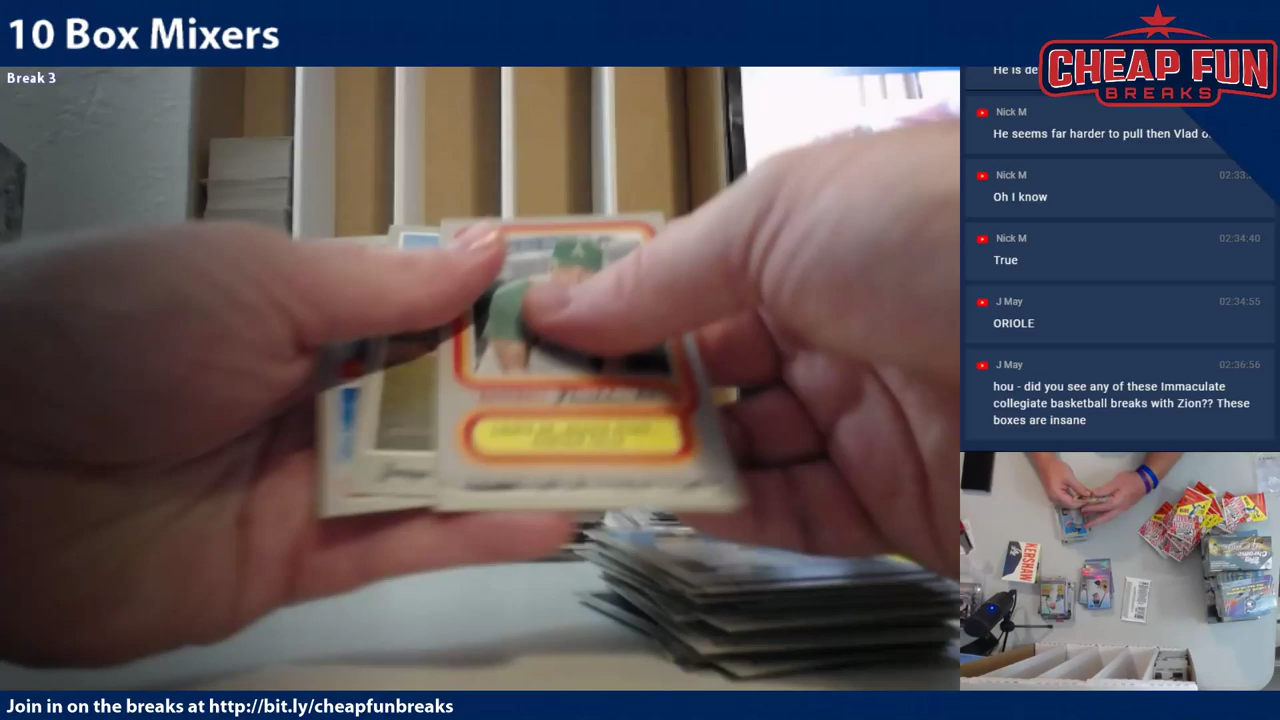 10 Box Mixers
CHEAP FUN
BREAKS
Break 3
He is de
Nick M
He seems far harder to pull then Vlad o
Nick M 02:33
Oh I know
Nick M 02:34:40
True
J May 02:34:55
ORIOLE
J May 02:36:56
hou - did you see any of these Immaculate
collegiate basketball breaks with Zion?? These
boxes are insane
KERSHAW
Join in on the breaks at http://bit.ly/cheapfunbreaks